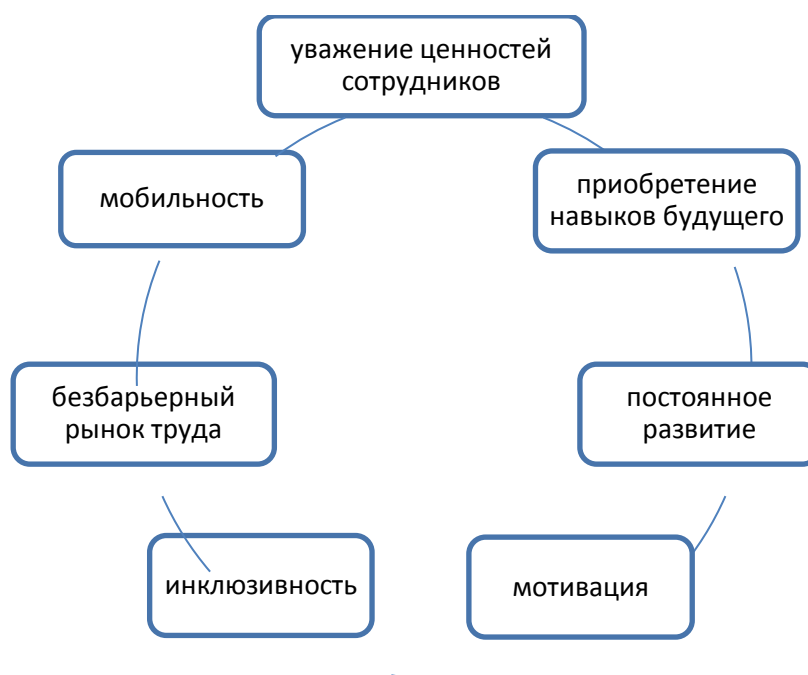 уважение ценностей
сотрудников
мобильность
приобретение
навыков будущего
безбарьерный
рынок труда
постоянное
развитие
инклюзивность
мотивация